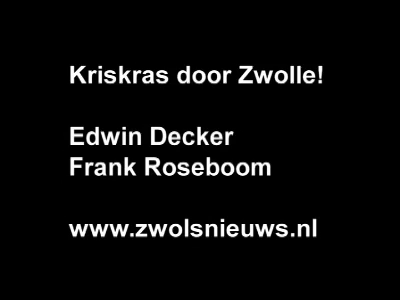 Kriskras door Zwolle!
Edwin Decker
Frank Roseboom
www.zwolsnieuws.nl